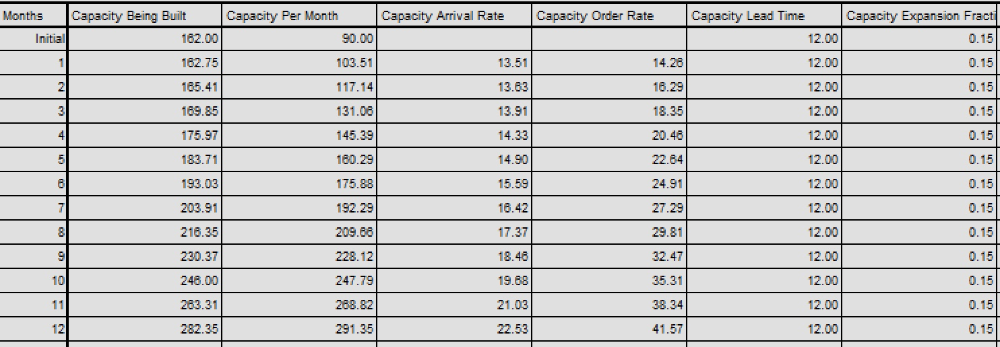 Months Capacity Being Built Capacity Per Month Capacity Arrival Rate Capacity Order Rate Capacity Lead Time Capacity Expansion Fracti
Initial 162.00 90.00 12.00 0.15
1 162.75 103.51 13.51 14.26 12.00 0.15
2 165.41 117.14 13.63 16.29 12.00 0.15
3 169.85 131.06 13.91 18.35 12.00 0.15
4 175.97 145.39 14.33 20.46 12.00 0.15
5 183.71 160.29 14.90 22.64 12.00 0.15
6 193.03 175.88 15.59 24.91 12.00 0.15
7 203.91 192.29 16.42 27.29 12.00 0.15
8 216.35 209.66 17.37 29.81 12.00 0.15
9 230.37 228.12 18.46 32.47 12.00 0.15
10 246.00 247.79 19.68 35.31 12.00 0.15
11 263.31 268.82 21.03 38.34 12.00 0.15
12 282.35 291.35 22.53 41.57 12.00 0.15